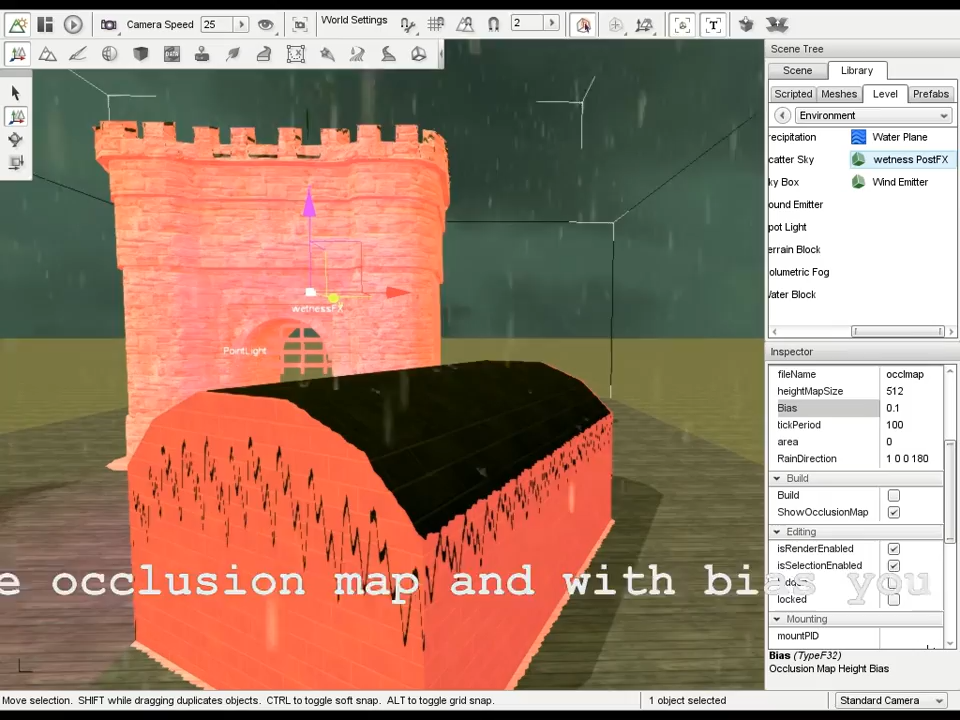 Camera Speed 25
World Settings
2
Scene Tree
Scene Library
Scripted Meshes Level Prefabs
Environment
recipitation Water Plane
catter Sky wetness PostFX
ky Box Wind Emitter
ound Emitter
pot Light
errain Block
olumetric Fog
Vater Block
wetnessFX
PointLight
Inspector
fileName occlmap
heightMapSize 512
Bias 0.1
tickPeriod 100
area 0
RainDirection 1 0 0 180
Build
Build
ShowOcclusionMap
Editing
isRenderEnabled
isSelectionEnabled
locked
Mounting
mountPID
e occlusion map and with bias you
Bias (TypeF32)
Occlusion Map Height Bias
Move selection. SHIFT while dragging duplicates objects. CTRL to toggle soft snap. ALT to toggle grid snap.
1 object selected
Standard Camera